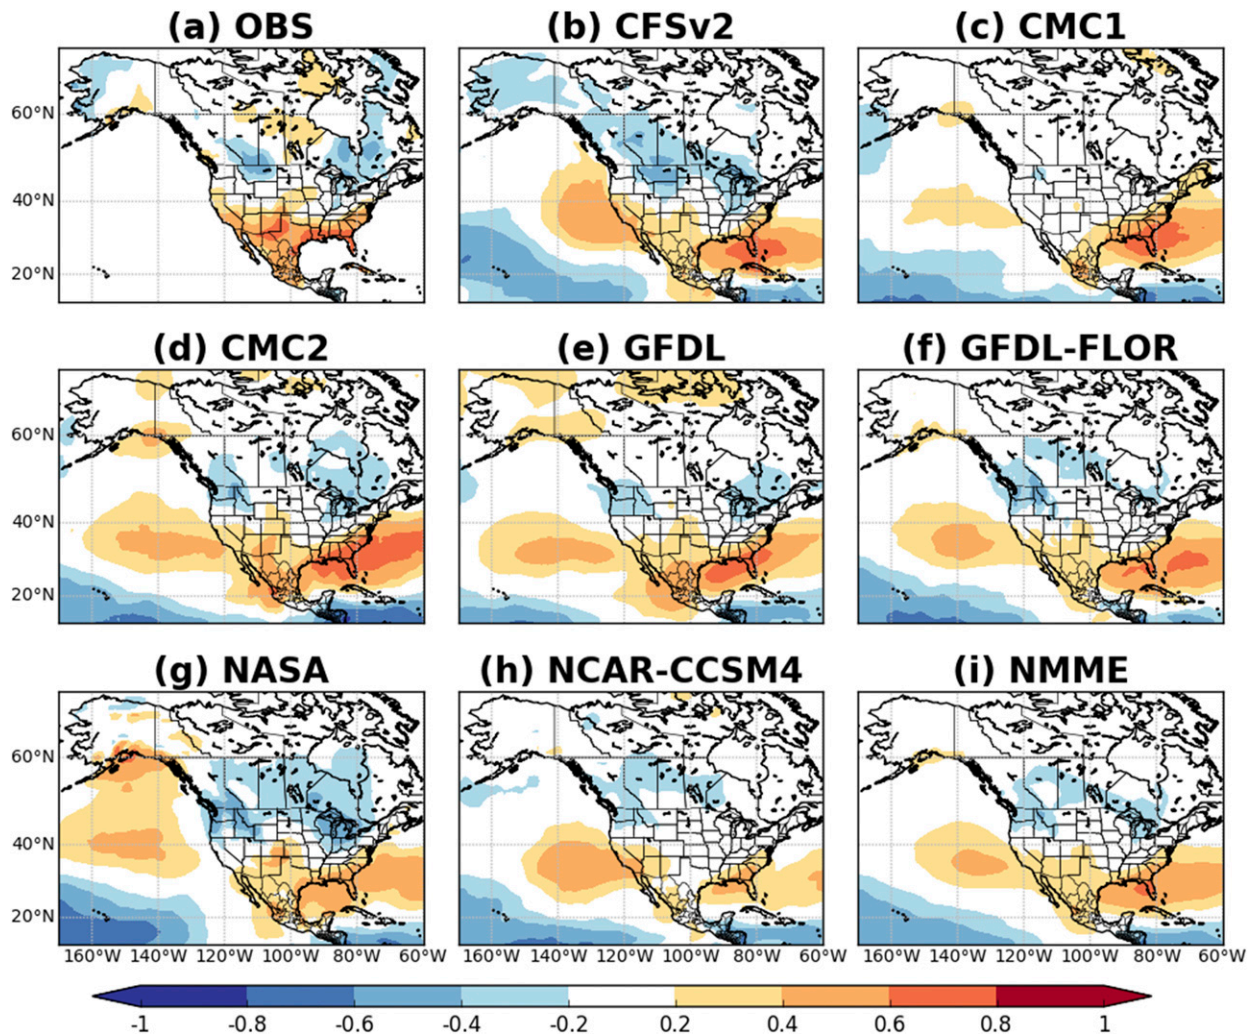 (a) OBS
(b) CFSv2
(c) CMC1
60°N
40°N
20°N
(d) CMC2
(e) GFDL
(f) GFDL-FLOR
60°N
40°N
20°N
(g) NASA
(h) NCAR-CCSM4
(i) NMME
60°N
40°N
20°N
160°W 140°W 120°W 100°W 80°W 60°W 160°W 140°W 120°W 100°W 80°W 60°W 160°W 140°W 120°W 100°W 80°W 60°W
-1 -0.8 -0.6 -0.4 -0.2 0.2 0.4 0.6 0.8 1